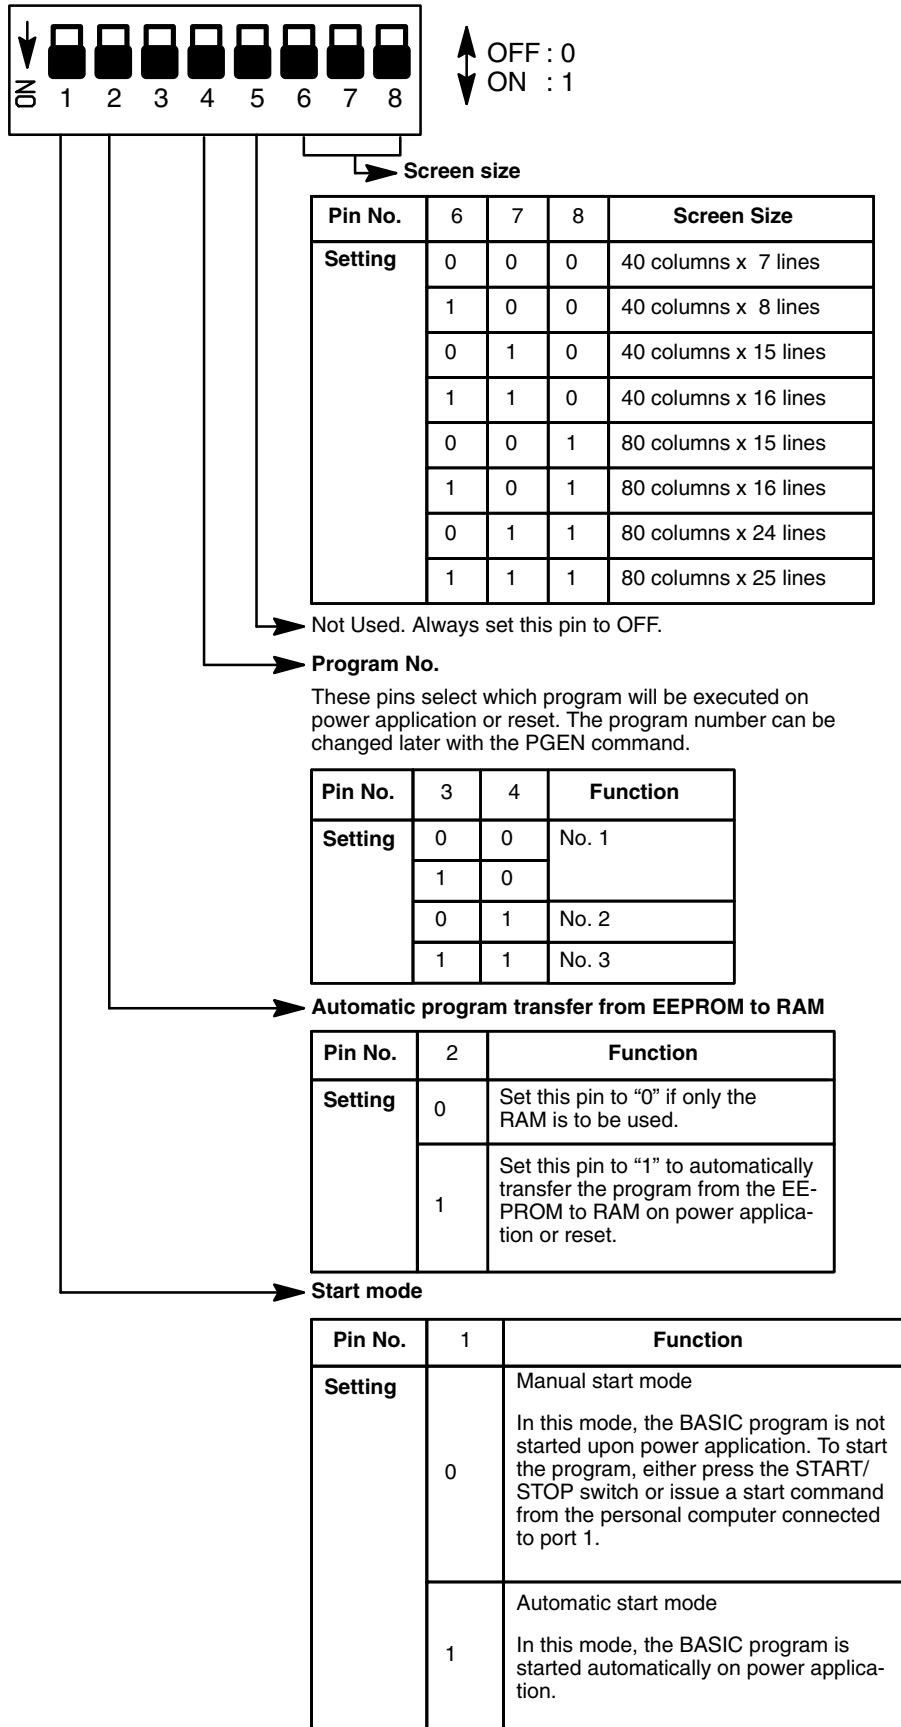 ON 1 2 3 4 5 6 7 8
OFF : 0
ON : 1
Screen size
Pin No. 6 7 8 Screen Size
Setting 0 0 0 40 columns x 7 lines
1 0 0 40 columns x 8 lines
0 1 0 40 columns x 15 lines
1 1 0 40 columns x 16 lines
0 0 1 80 columns x 15 lines
1 0 1 80 columns x 16 lines
0 1 1 80 columns x 24 lines
1 1 1 80 columns x 25 lines
Not Used. Always set this pin to OFF.
Program No.
These pins select which program will be executed on
power application or reset. The program number can be
changed later with the PGEN command.
Pin No. 3 4 Function
Setting 0 0 No. 1
1 0
0 1 No. 2
1 1 No. 3
Automatic program transfer from EEPROM to RAM
Pin No. 2 Function
Setting 0 Set this pin to “0” if only the
RAM is to be used.
1 Set this pin to “1” to automatically
transfer the program from the EE-
PROM to RAM on power applica-
tion or reset.
Start mode
Pin No. 1 Function
Setting 0 Manual start mode
In this mode, the BASIC program is not
started upon power application. To start
the program, either press the START/
STOP switch or issue a start command
from the personal computer connected
to port 1.
1 Automatic start mode
In this mode, the BASIC program is
started automatically on power applica-
tion.